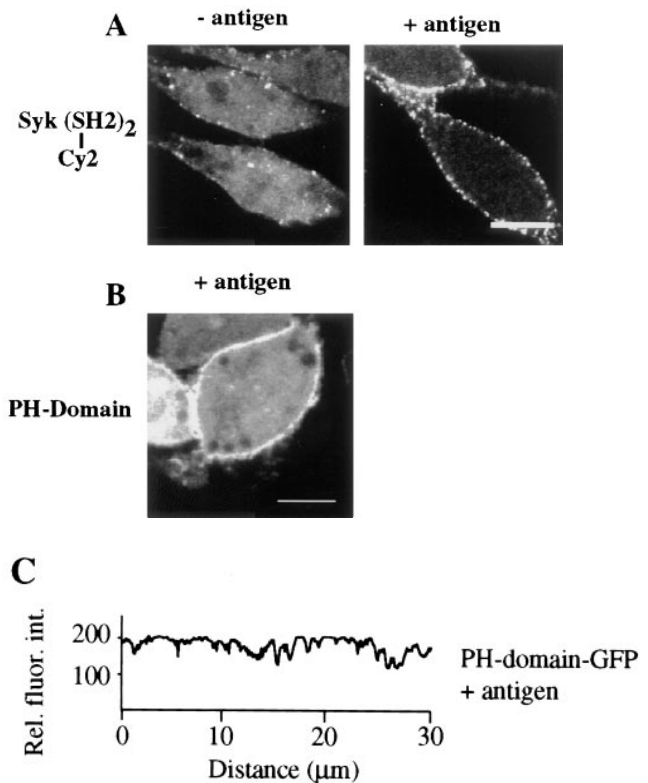 A
- antigen
+ antigen
Syk (SH2)2
Cy2
B
+ antigen
PH-Domain
C
Rel. fluor. int.
200
100
0
10
20
30
Distance (μm)
PH-domain-GFP
+ antigen